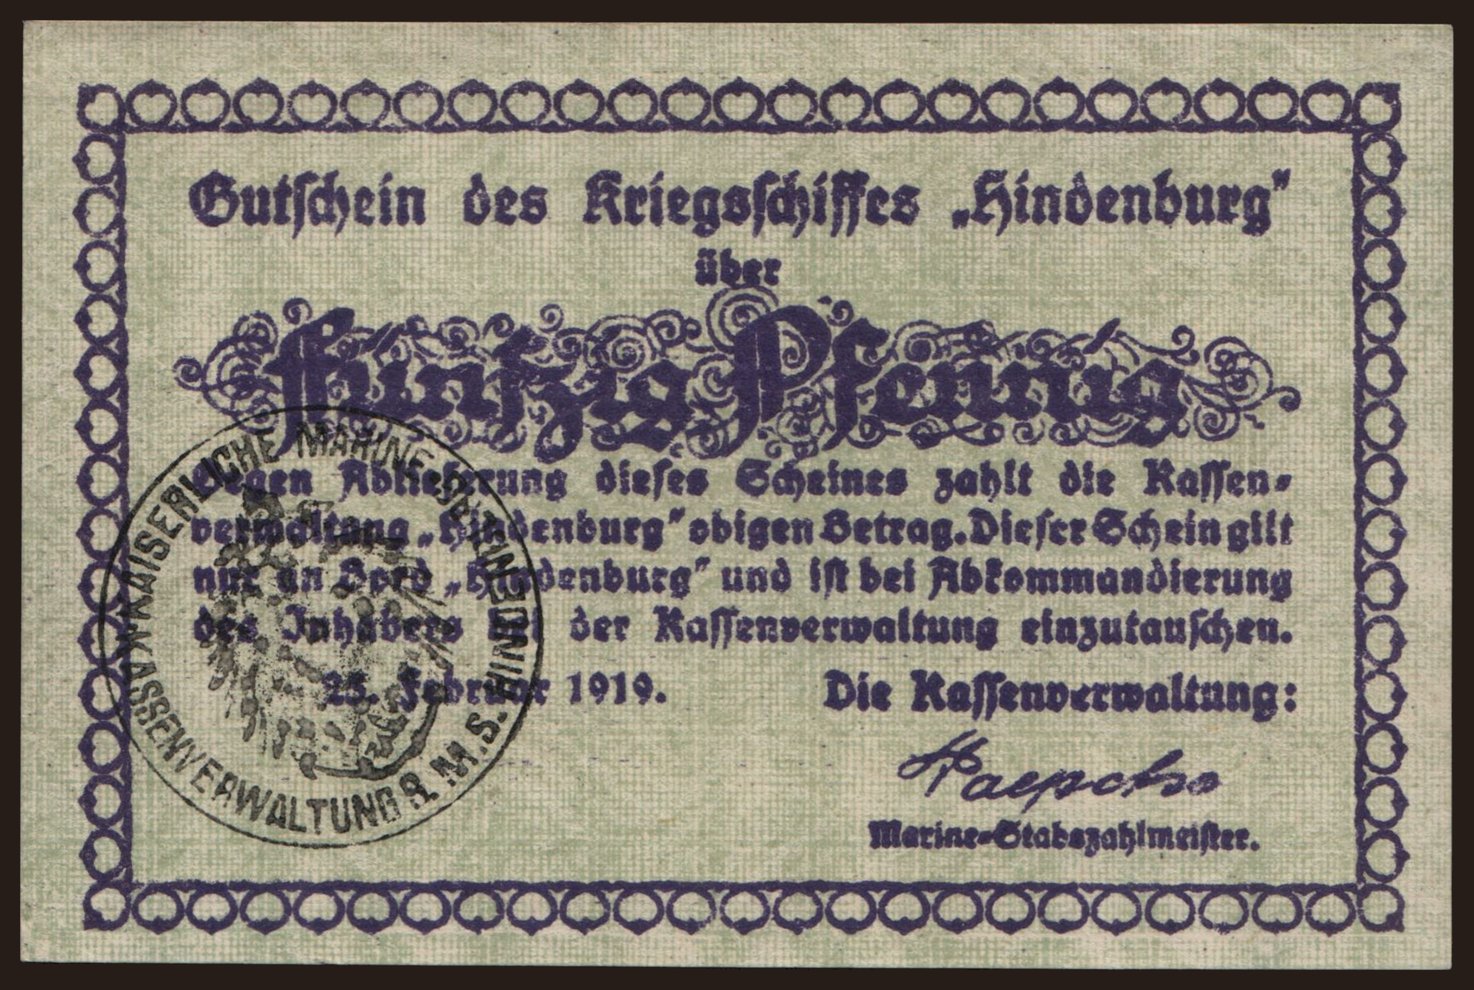 Gutschein des Kriegsschiffes „Hindenburg"
über
Fünfzig Pfennig
Gegen Ablieferung dieses Scheines zahlt die Kassen-
verwaltung „Hindenburg" obigen Betrag. Dieser Schein gilt
nur an Bord „Hindenburg" und ist bei Abkommandierung
des Inhabers der Kassenverwaltung einzutauschen.
25. Februar 1919. Die Kassenverwaltung:
Marine-Stabszahlmeister.
KAISERLICHE MARINE
KASSENVERWALTUNG S.M.S. HINDENBURG